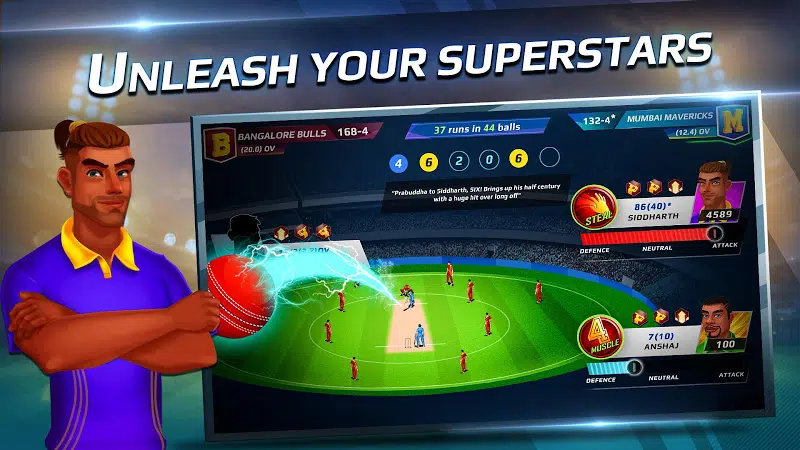 UNLEASH YOUR SUPERSTARS
B
BANGALORE BULLS 168-4
(20.0) OV
37 runs in 44 balls
132-4* MUMBAI MAVERICKS
(12.4) OV
M
4 6 2 0 6
"Prabuddha to Siddharth, SIX! Brings up his half century
with a huge hit over long off"
STEAL
86(40)*
SIDDHARTH
4589
DEFENCE NEUTRAL ATTACK
4
MUSCLE
7(10)
ANSHAJ
100
DEFENCE NEUTRAL ATTACK